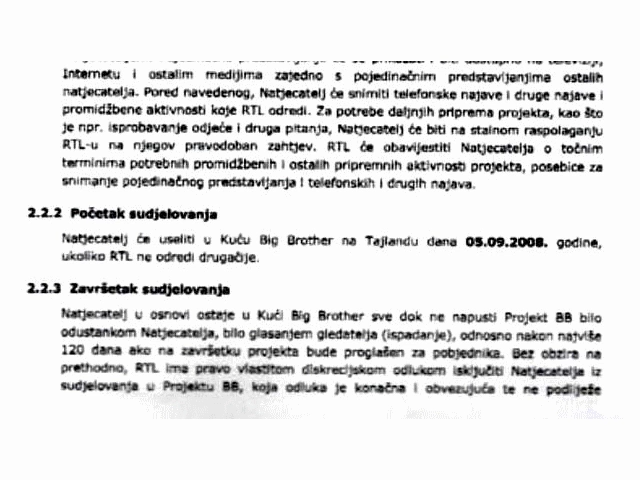 Internetu i ostalim medijima zajedno s pojedinačnim predstavljenjima ostalih
natjecatelja. Pored navedenog, Natjecatelj će snimiti telefonske najave i druge najave i
promidžbene aktivnosti koje RTL odredi. Za potrebe daljnjih priprema projekta, kao što
je npr. isprobavanje odjeće i druga pitanja, Natjecatelj će biti na stalnom raspolaganju
RTL-u na njegov pravodoban zahtjev. RTL će obavijestiti Natjecatelja o točnim
terminima potrebnih promidžbenih i ostalih pripremnih aktivnosti projekta, posebice za
snimanje pojedinačnog predstavljanja i telefonskih i drugih najava.
2.2.2 Početak sudjelovanja
Natjecatelj će useliti u Kuću Big Brother na Tajlandu dana 05.09.2008. godine,
ukoliko RTL ne odredi drugačije.
2.2.3 Završetak sudjelovanja
Natjecatelj u osnovi ostaje u Kući Big Brother sve dok ne napusti Projekt BB bilo
odustankom Natjecatelja, bilo glasanjem gledatelja (ispadanje), odnosno nakon najviše
120 dana ako na završetku projekta bude proglašen za pobjednika. Bez obzira na
prethodno, RTL ima pravo vlastitom diskrecijskom odlukom isključiti Natjecatelja iz
sudjelovanja u Projektu BB, koja odluka je konačna i obvezujuća te ne podliježe